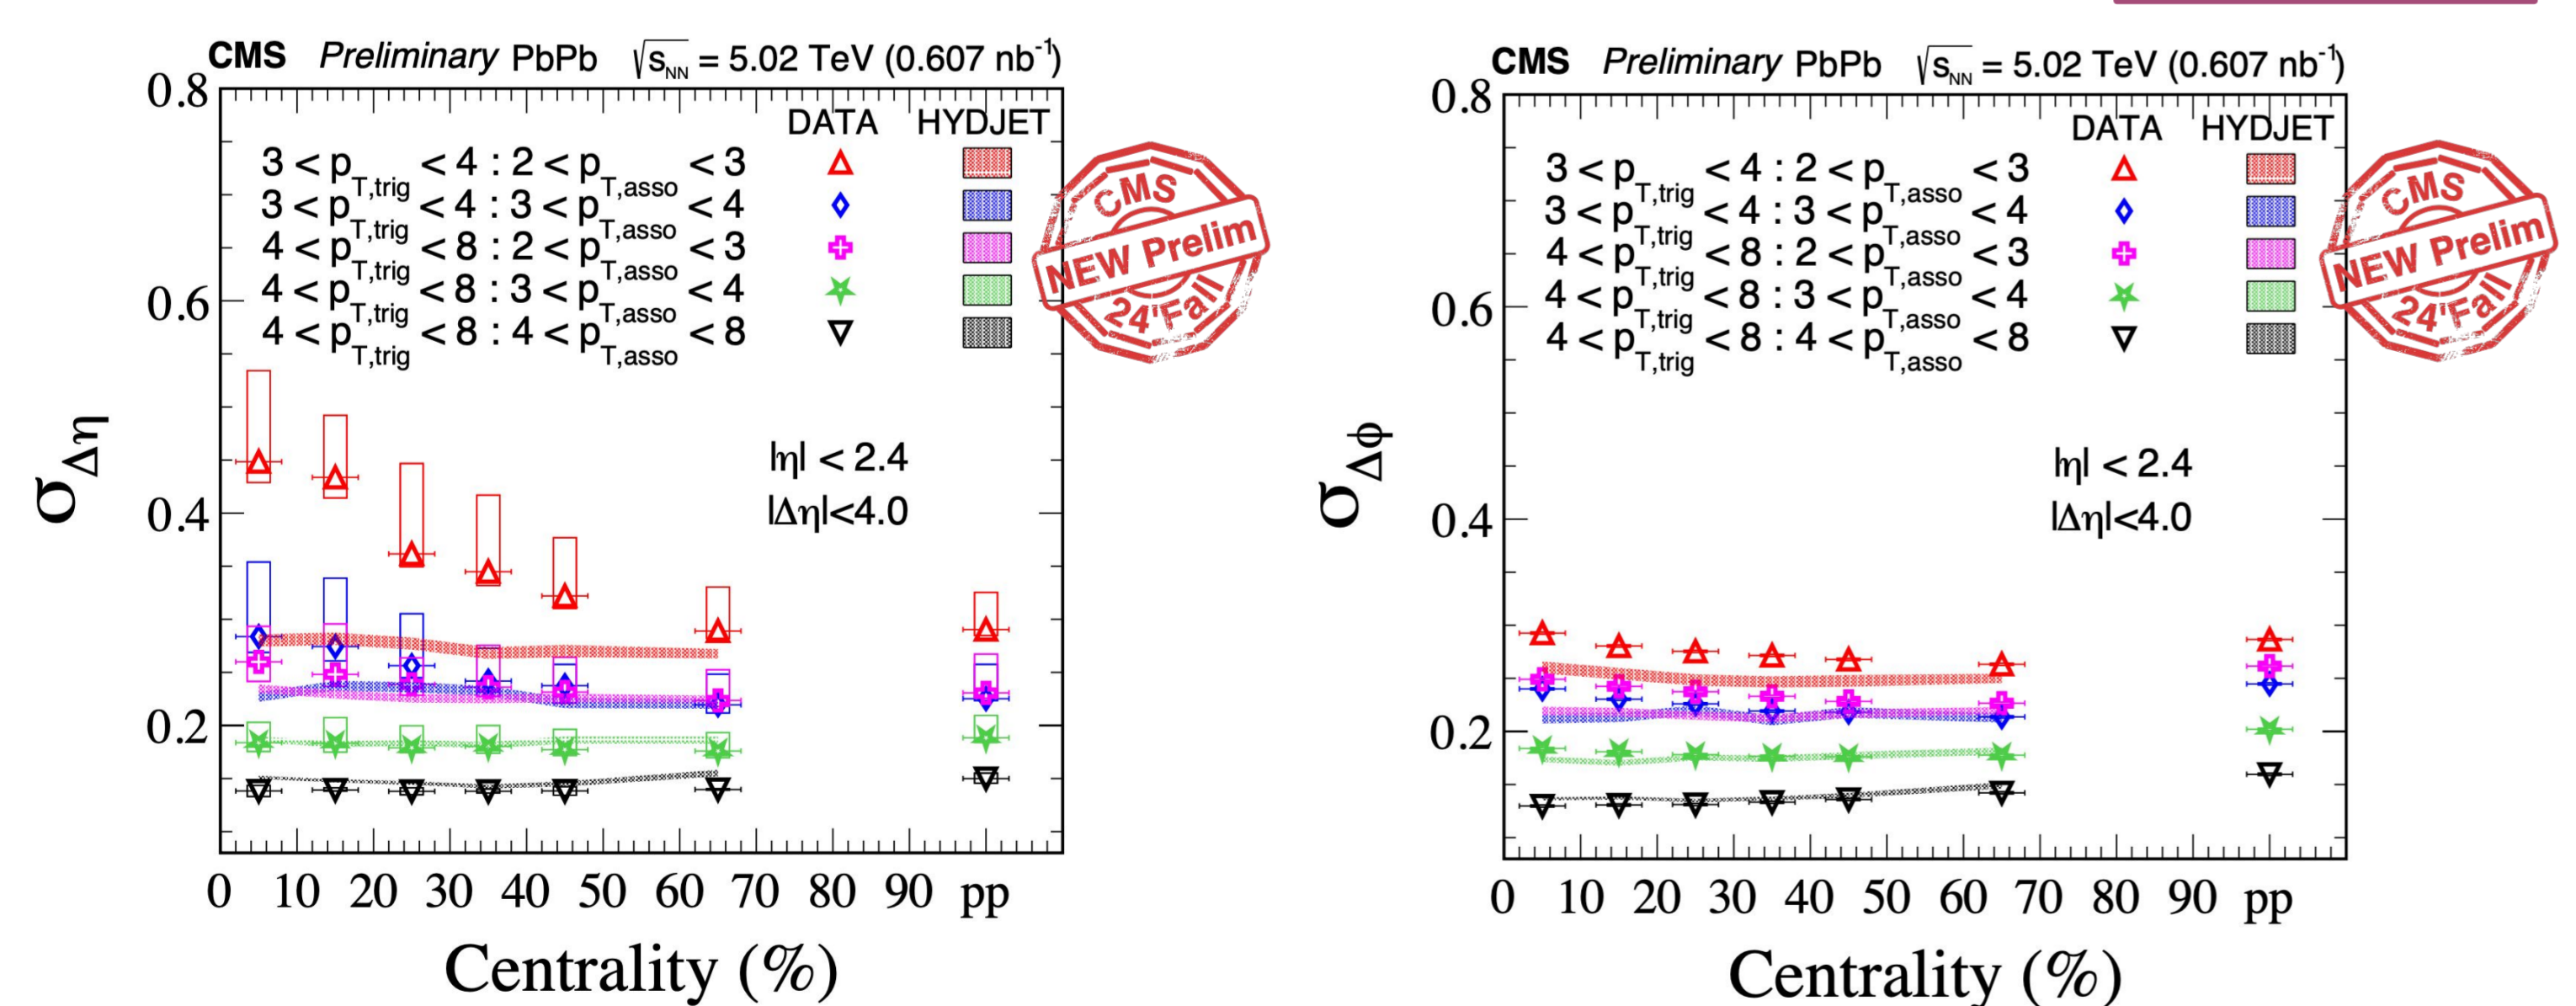 CMS Preliminary PbPb √sNN = 5.02 TeV (0.607 nb-1)
0.8
DATA HYDJET
3 < pT,trig < 4 : 2 < pT,asso < 3
3 < pT,trig < 4 : 3 < pT,asso < 4
4 < pT,trig < 8 : 2 < pT,asso < 3
4 < pT,trig < 8 : 3 < pT,asso < 4
4 < pT,trig < 8 : 4 < pT,asso < 8
CMS
NEW Prelim
24'Fall
0.6
|η| < 2.4
|Δη|<4.0
σΔη
0.4
0.2
0 10 20 30 40 50 60 70 80 90 pp
Centrality (%)
CMS Preliminary PbPb √sNN = 5.02 TeV (0.607 nb-1)
0.8
DATA HYDJET
3 < pT,trig < 4 : 2 < pT,asso < 3
3 < pT,trig < 4 : 3 < pT,asso < 4
4 < pT,trig < 8 : 2 < pT,asso < 3
4 < pT,trig < 8 : 3 < pT,asso < 4
4 < pT,trig < 8 : 4 < pT,asso < 8
CMS
NEW Prelim
24'Fall
0.6
|η| < 2.4
|Δη|<4.0
σΔϕ
0.4
0.2
0 10 20 30 40 50 60 70 80 90 pp
Centrality (%)